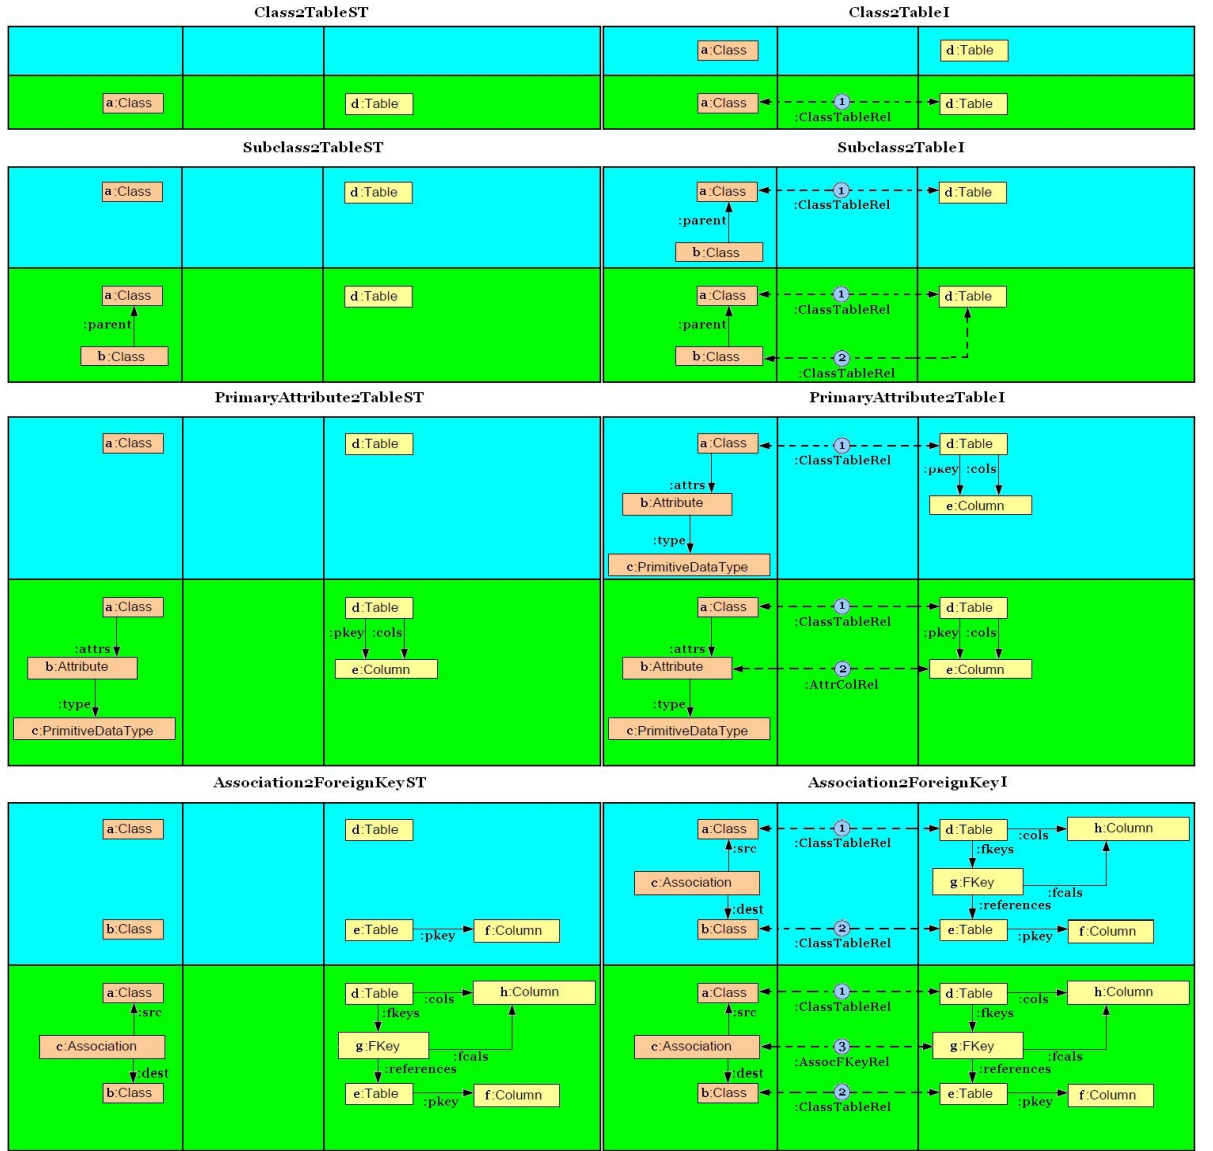 Class2TableST
Class2TableI
a:Class
d:Table
a:Class
d:Table
a:Class
1
d:Table
:ClassTableRel
Subclass2TableST
Subclass2TableI
a:Class
d:Table
a:Class
1
d:Table
:ClassTableRel
:parent
b:Class
a:Class
d:Table
a:Class
1
d:Table
:ClassTableRel
:parent
:parent
b:Class
b:Class
2
:ClassTableRel
PrimaryAttribute2TableST
PrimaryAttribute2TableI
a:Class
d:Table
a:Class
1
d:Table
:ClassTableRel
:pkey :cols
:attrs
b:Attribute
e:Column
:type
c:PrimitiveDataType
a:Class
d:Table
a:Class
1
d:Table
:ClassTableRel
:pkey :cols
:pkey :cols
:attrs
:attrs
b:Attribute
e:Column
b:Attribute
2
e:Column
:AttrColRel
:type
:type
c:PrimitiveDataType
c:PrimitiveDataType
Association2ForeignKeyST
Association2ForeignKeyI
a:Class
d:Table
a:Class
1
d:Table
:cols
h:Column
:ClassTableRel
:src
:fkeys
c:Association
g:FKey
:fcals
:dest
:references
b:Class
e:Table
:pkey
f:Column
b:Class
2
e:Table
:pkey
f:Column
:ClassTableRel
a:Class
d:Table
:cols
h:Column
a:Class
1
d:Table
:cols
h:Column
:ClassTableRel
:src
:fkeys
:src
:fkeys
c:Association
g:FKey
:fcals
c:Association
3
g:FKey
:fcals
:AssocFKeyRel
:dest
:references
:dest
:references
b:Class
e:Table
:pkey
f:Column
b:Class
2
e:Table
:pkey
f:Column
:ClassTableRel